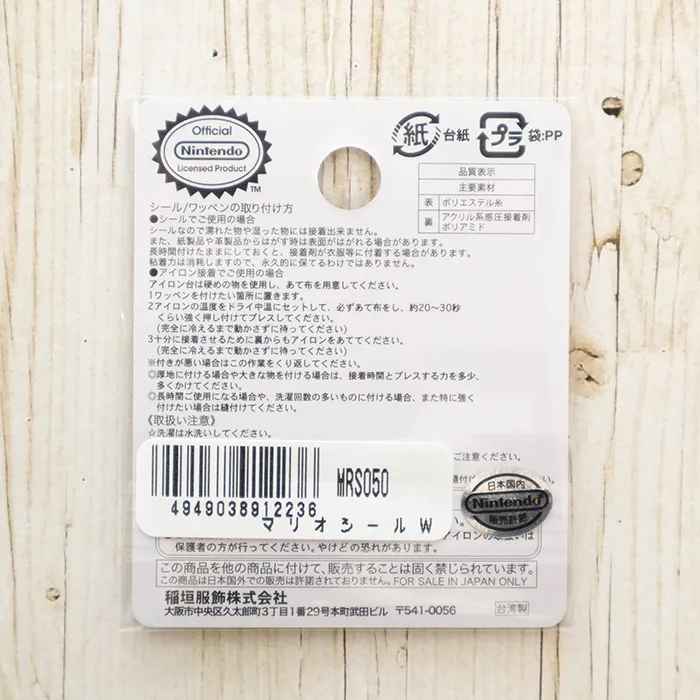 Official
Nintendo
Licensed Product
TM
紙 台紙
プラ 袋:PP
品質表示
主要素材
表 ポリエステル糸
裏 アクリル系感圧接着剤
ポリアミド
シール/ワッペンの取り付け方
●シールでご使用の場合
シールなので濡れた物や湿った物には接着出来ません。
また、紙製品や革製品からはがす時は表面がはれる場合があります。
長時間付けたままにしておくと、接着剤が衣服等に付着する場合があります。
粘着力は消耗しますので、永久的に保てるわけではありません。
●アイロン接着でご使用の場合
アイロン台は硬めの物を使用し、あて布を用意してください。
1ワッペンを付けたい箇所に置きます。
2アイロンの温度をドライ中温にセットして、必ずあて布をし、約20〜30秒
くらい強く押し付けてプレスしてください。
(完全に冷えるまで動かさずに待ってください)
3十分に接着させるために裏からもアイロンをあててください。
(完全に冷えるまで動かさずに待ってください)
※付きが悪い場合はこの作業をくり返してください。
◎厚地に付ける場合や大きな物を付ける場合は、接着時間とプレスする力を多少、
多くかけてください。
◎長時間ご使用になる場合や、洗濯回数の多いものに付ける場合、また特に強く
付けたい場合は縫付けてください。
《取扱い注意》
☆洗濯は水洗いしてください。
ご注意ください。
MRS050
4949038912236
マリオシールW
日本国内
Nintendo
販売許諾
保護者の方が行ってください。やけどの恐れがあります。
この商品を他の商品に付けて、販売することは固く禁じられています。
この商品は日本国外での販売は許諾されておりません。FOR SALE IN JAPAN ONLY
稲垣服飾株式会社
大阪市中央区久太郎町3丁目1番29号本町武田ビル 〒541-0056
台湾製